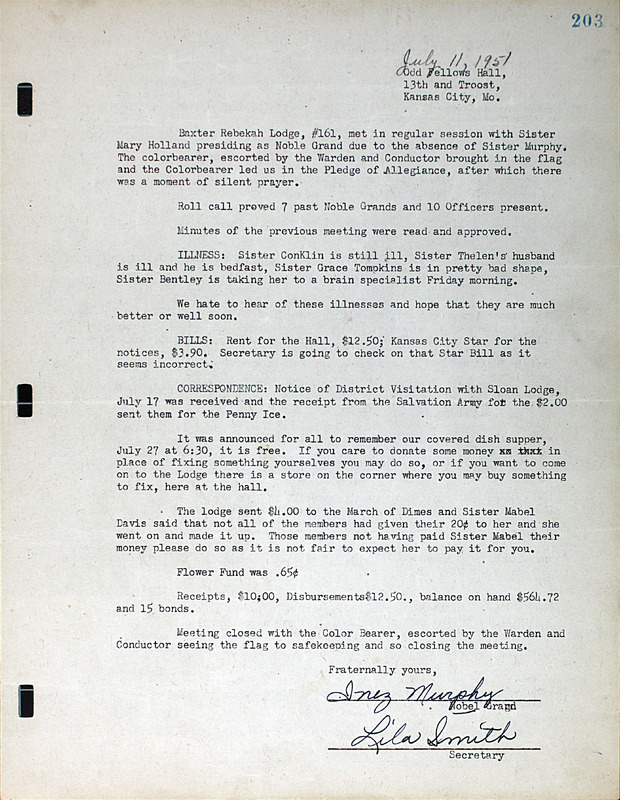 203
July 11, 1951
Odd Fellows Hall,
13th and Troost,
Kansas City, Mo.
Baxter Rebekah Lodge, #161, met in regular session with Sister
Mary Holland presiding as Noble Grand due to the absence of Sister Murphy.
The colorbearer, escorted by the Warden and Conductor brought in the flag
and the Colorbearer led us in the Pledge of Allegiance, after which there
was a moment of silent prayer.
Roll call proved 7 past Noble Grands and 10 Officers present.
Minutes of the previous meeting were read and approved.
ILLNESS: Sister ConKlin is still ill, Sister Thelen's' husband
is ill and he is bedfast, Sister Grace Tompkins is in pretty bad shape,
Sister Bentley is taking her to a brain specialist Friday morning.
We hate to hear of these illnesses and hope that they are much
better or well soon.
BILLS: Rent for the Hall, $12.50; Kansas City Star for the
notices, $3.90. Secretary is going to check on that Star Bill as it
seems incorrect.
CORRESPONDENCE: Notice of District Visitation with Sloan Lodge,
July 17 was received and the receipt from the Salvation Army for the $2.00
sent them for the Penny Ice.
It was announced for all to remember our covered dish supper,
July 27 at 6:30, it is free. If you care to donate some money xx thxt in
place of fixing something yourselves you may do so, or if you want to come
on to the Lodge there is a store on the corner where you may buy something
to fix, here at the hall.
The lodge sent $4.00 to the March of Dimes and Sister Mabel
Davis said that not all of the members had given their 20¢ to her and she
went on and made it up. Those members not having paid Sister Mabel their
money please do so as it is not fair to expect her to pay it for you.
Flower Fund was .65¢
Receipts, $10;00, Disbursements$12.50., balance on hand $564.72
and 15 bonds.
Meeting closed with the Color Bearer, escorted by the Warden and
Conductor seeing the flag to safekeeping and so closing the meeting.
Fraternally yours,
Inez Murphy
Nobel Grand
Lila Smith
Secretary